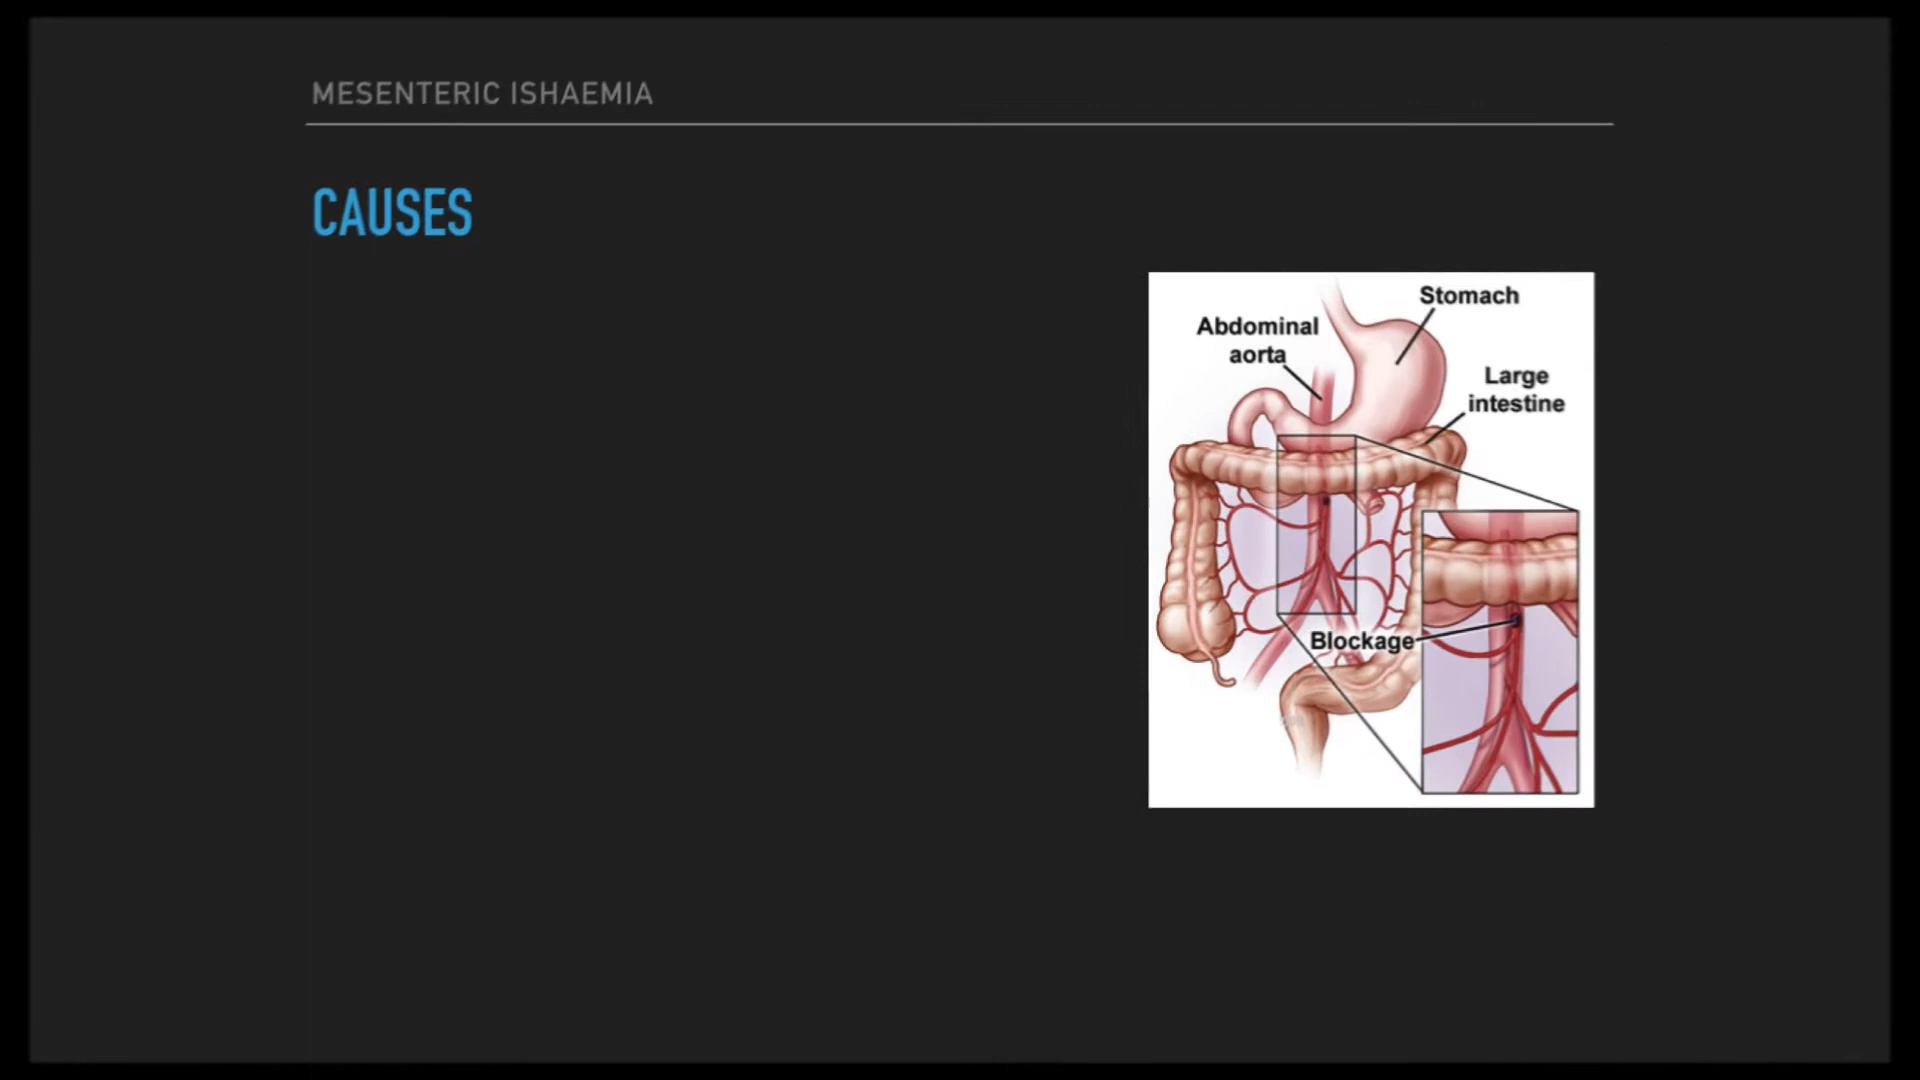 MESENTERIC ISHAEMIA
CAUSES
Stomach
Abdominal
aorta
Large
intestine
Blockage